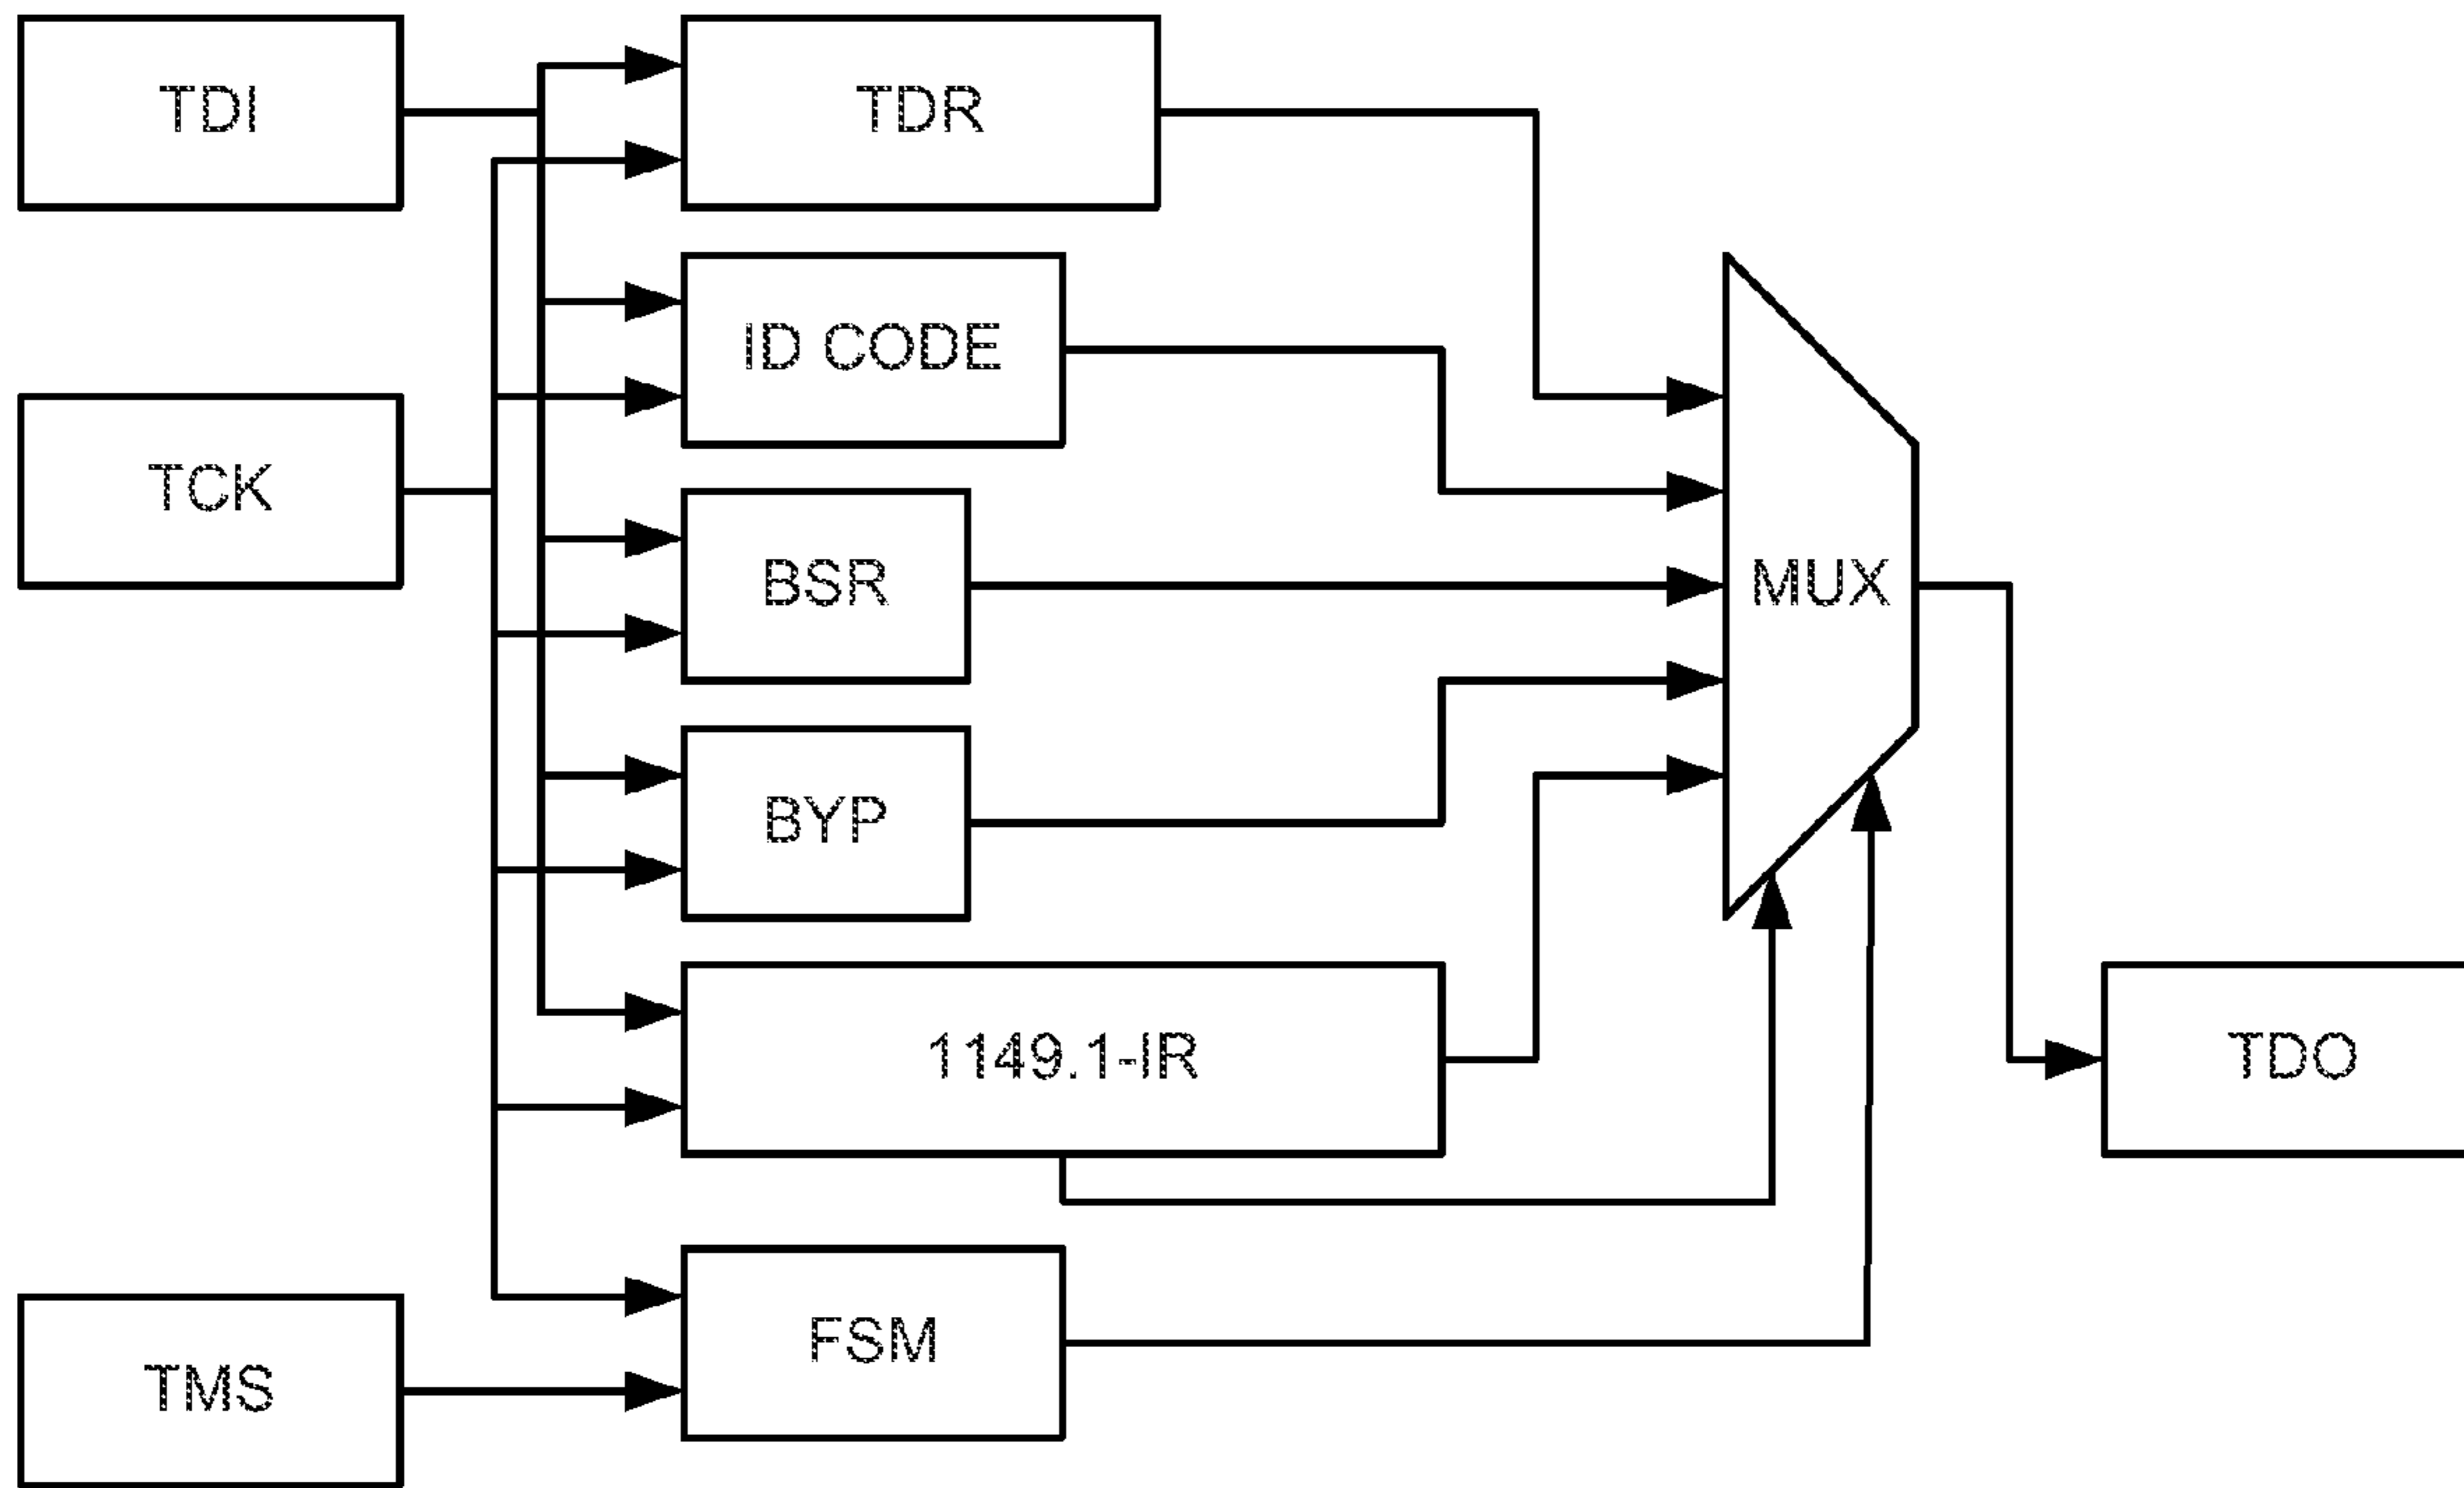 TDI
TDR
ID CODE
TCK
BSR
MUX
BYP
1149.1-IR
TDO
FSM
TMS